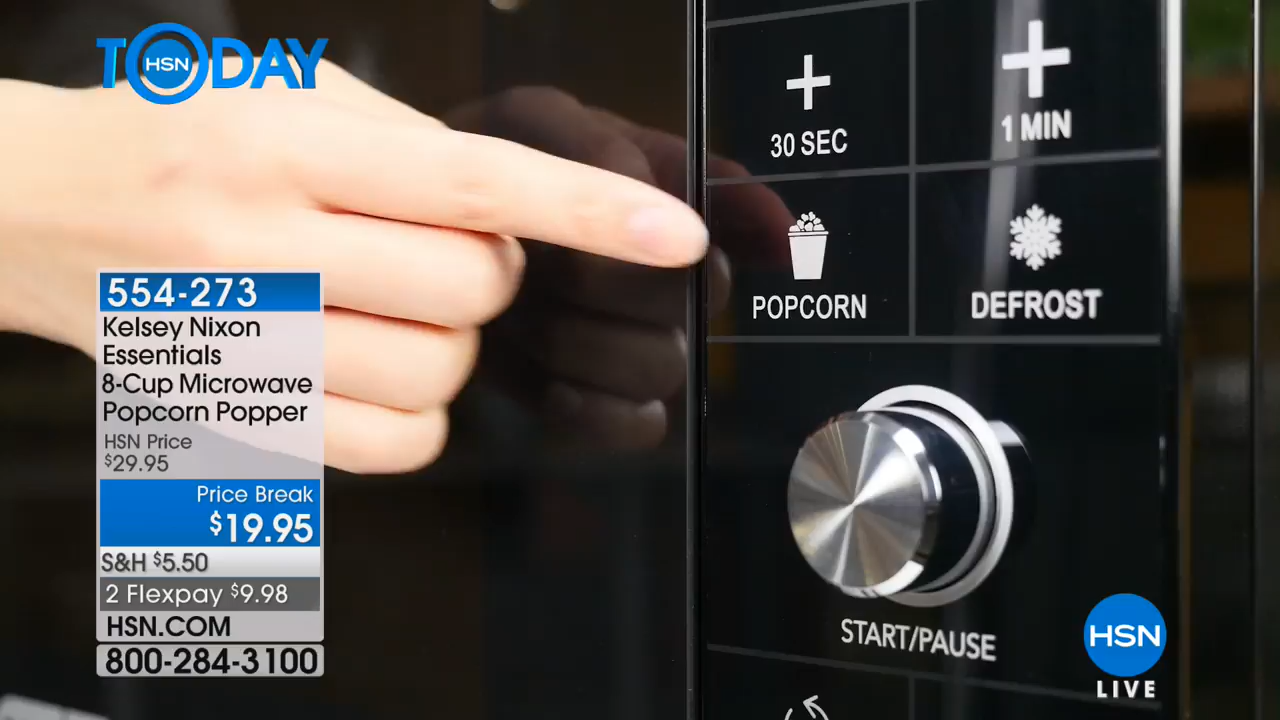 TODAY
HSN
+
30 SEC
+
1 MIN
POPCORN
DEFROST
START/PAUSE
554-273
Kelsey Nixon
Essentials
8-Cup Microwave
Popcorn Popper
HSN Price
$29.95
Price Break
$19.95
S&H $5.50
2 Flexpay $9.98
HSN.COM
800-284-3100
HSN
LIVE